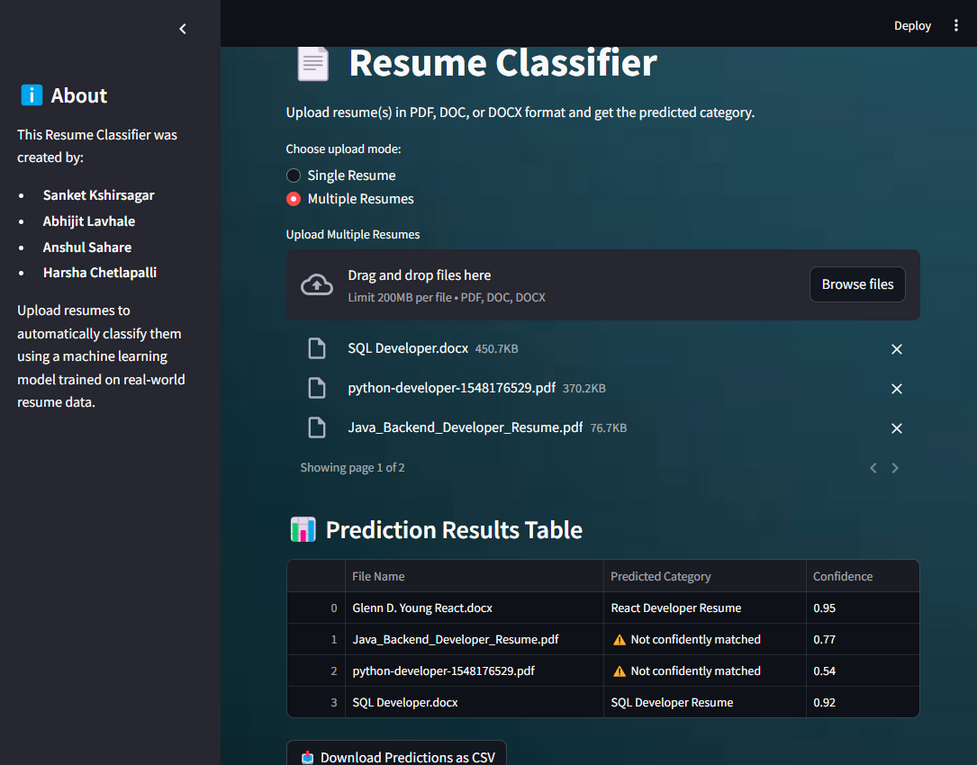 Deploy
About
This Resume Classifier was
created by:
• Sanket Kshirsagar
• Abhijit Lavhale
• Anshul Sahare
• Harsha Chetlapalli
Upload resumes to
automatically classify them
using a machine learning
model trained on real-world
resume data.
Resume Classifier
Upload resume(s) in PDF, DOC, or DOCX format and get the predicted category.
Choose upload mode:
Single Resume
Multiple Resumes
Upload Multiple Resumes
Drag and drop files here
Limit 200MB per file • PDF, DOC, DOCX
Browse files
SQL Developer.docx 450.7KB
python-developer-1548176529.pdf 370.2KB
Java_Backend_Developer_Resume.pdf 76.7KB
Showing page 1 of 2
Prediction Results Table
File Name Predicted Category Confidence
0 Glenn D. Young React.docx React Developer Resume 0.95
1 Java_Backend_Developer_Resume.pdf ⚠️ Not confidently matched 0.77
2 python-developer-1548176529.pdf ⚠️ Not confidently matched 0.54
3 SQL Developer.docx SQL Developer Resume 0.92
Download Predictions as CSV